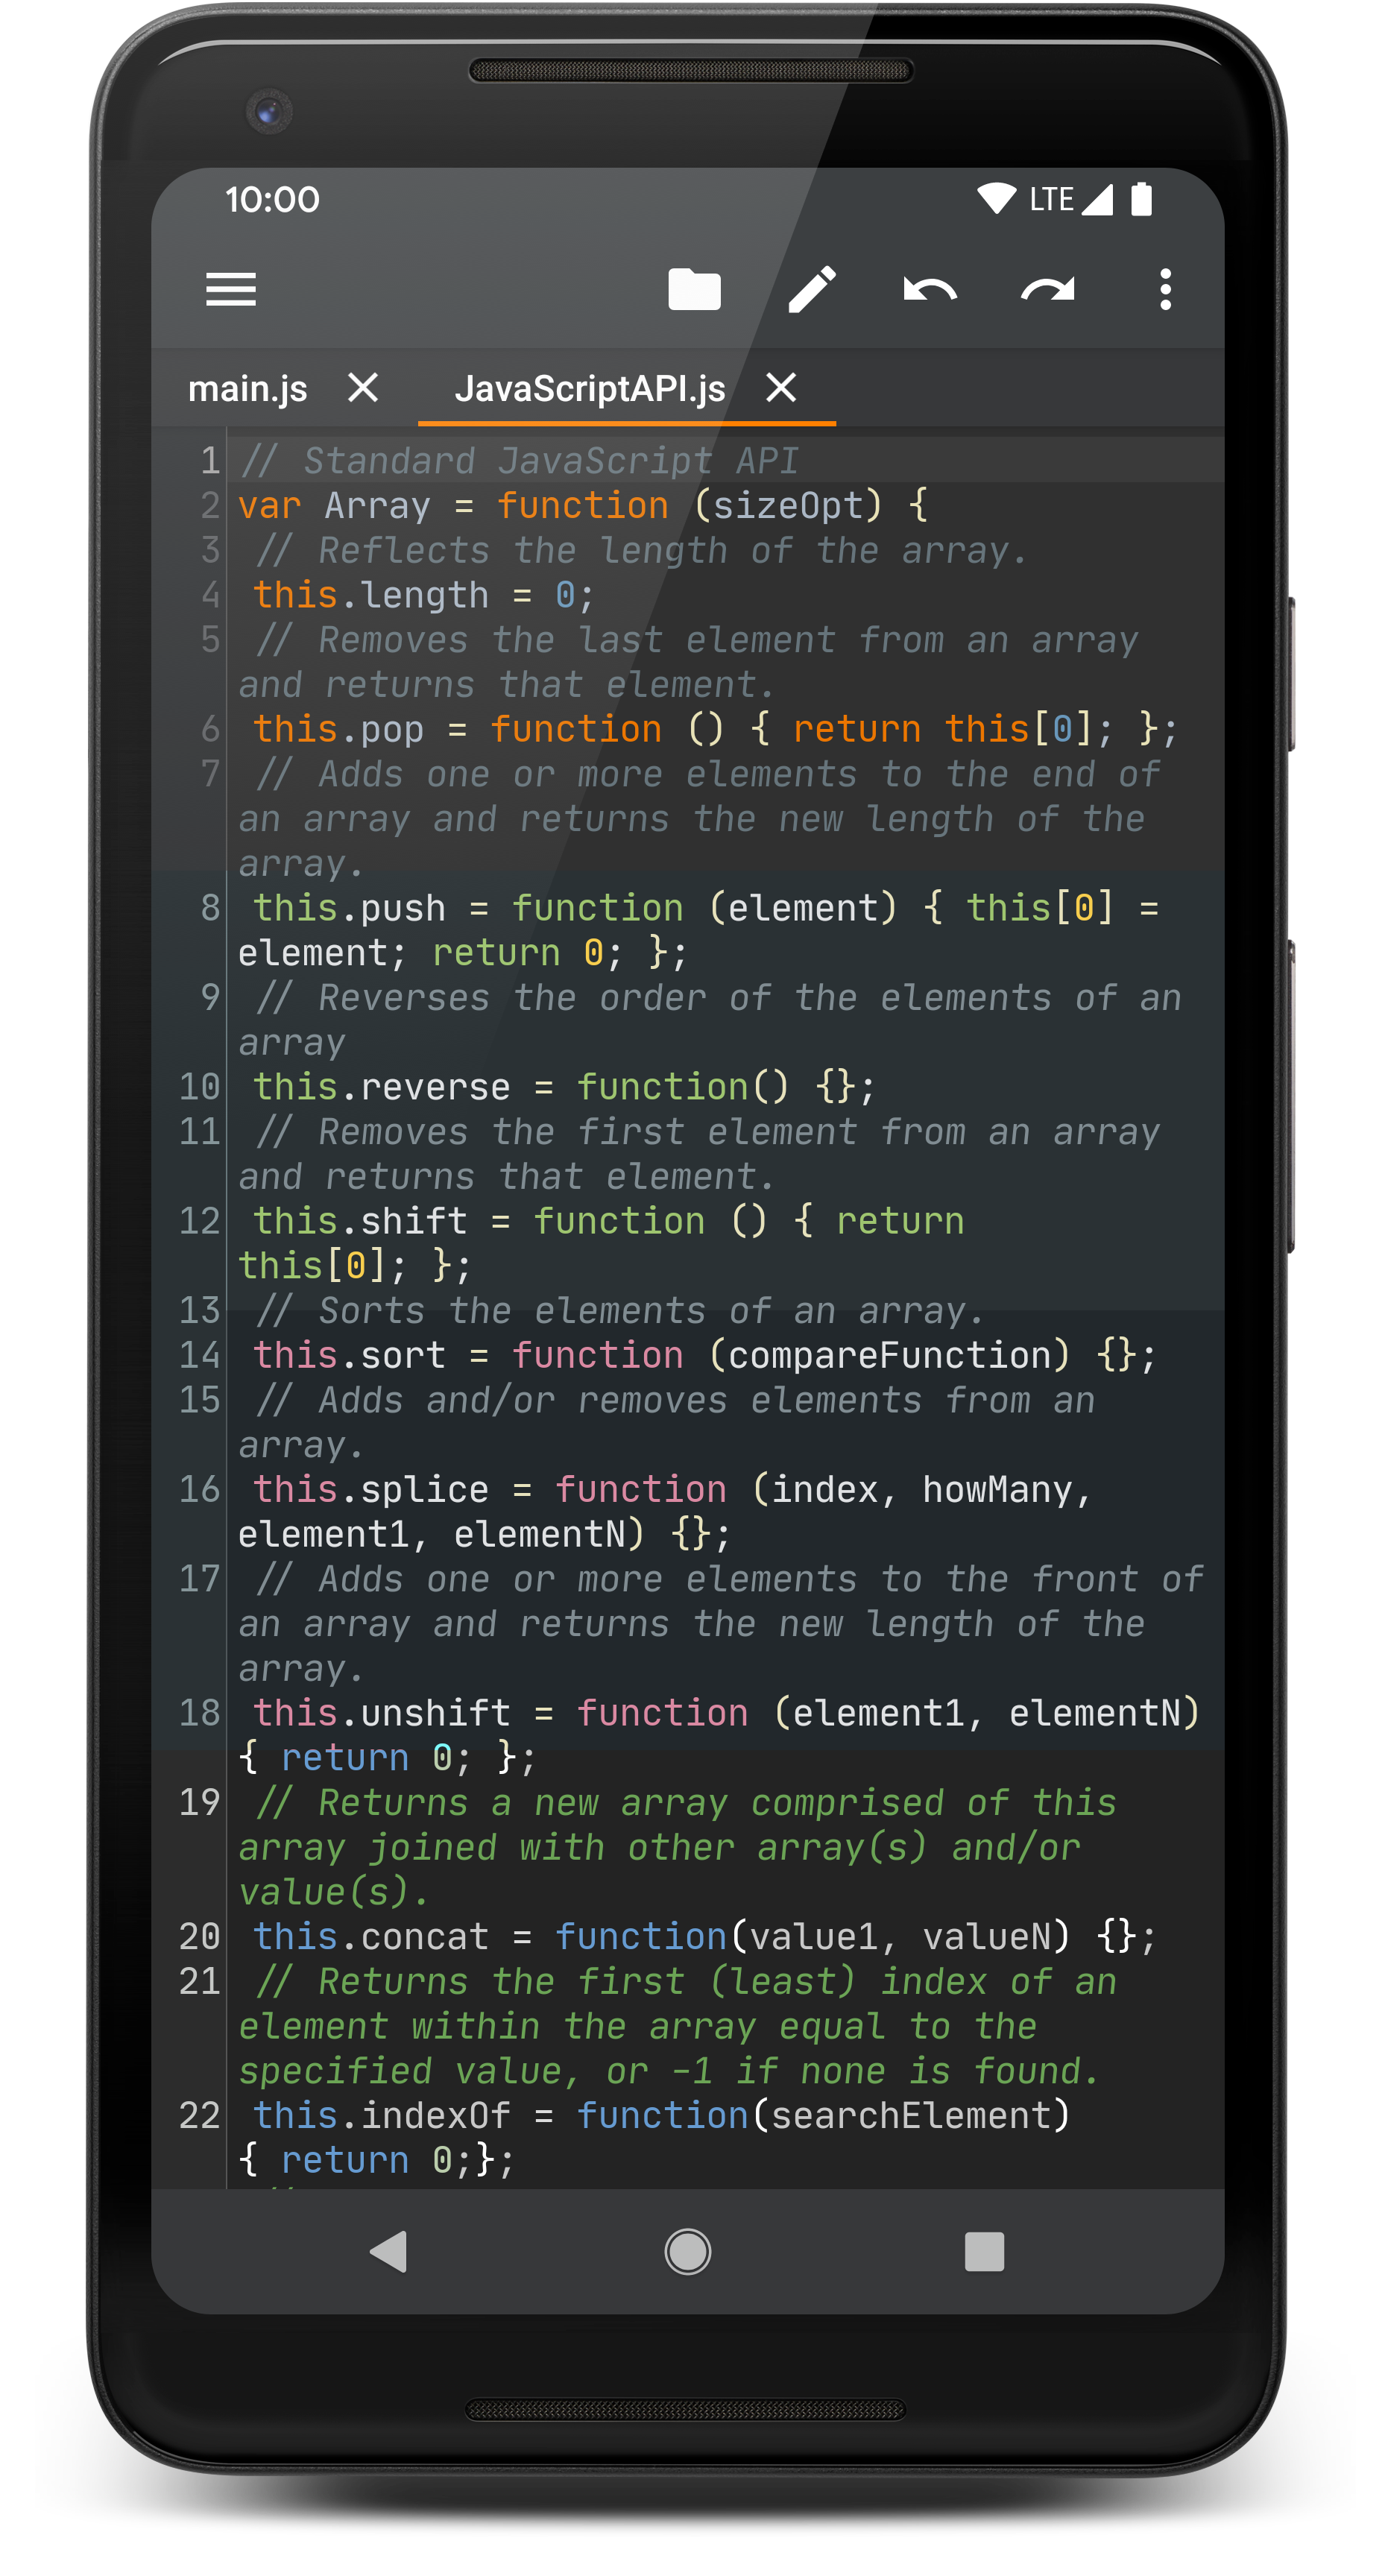 10:00 LTE
main.js JavaScriptAPI.js
1 // Standard JavaScript API
2 var Array = function (sizeOpt) {
3 // Reflects the length of the array.
4 this.length = 0;
5 // Removes the last element from an array
and returns that element.
6 this.pop = function () { return this[0]; };
7 // Adds one or more elements to the end of
an array and returns the new length of the
array.
8 this.push = function (element) { this[0] =
element; return 0; };
9 // Reverses the order of the elements of an
array
10 this.reverse = function() {};
11 // Removes the first element from an array
and returns that element.
12 this.shift = function () { return
this[0]; };
13 // Sorts the elements of an array.
14 this.sort = function (compareFunction) {};
15 // Adds and/or removes elements from an
array.
16 this.splice = function (index, howMany,
element1, elementN) {};
17 // Adds one or more elements to the front of
an array and returns the new length of the
array.
18 this.unshift = function (element1, elementN)
{ return 0; };
19 // Returns a new array comprised of this
array joined with other array(s) and/or
value(s).
20 this.concat = function(value1, valueN) {};
21 // Returns the first (least) index of an
element within the array equal to the
specified value, or -1 if none is found.
22 this.indexOf = function(searchElement)
{ return 0;};